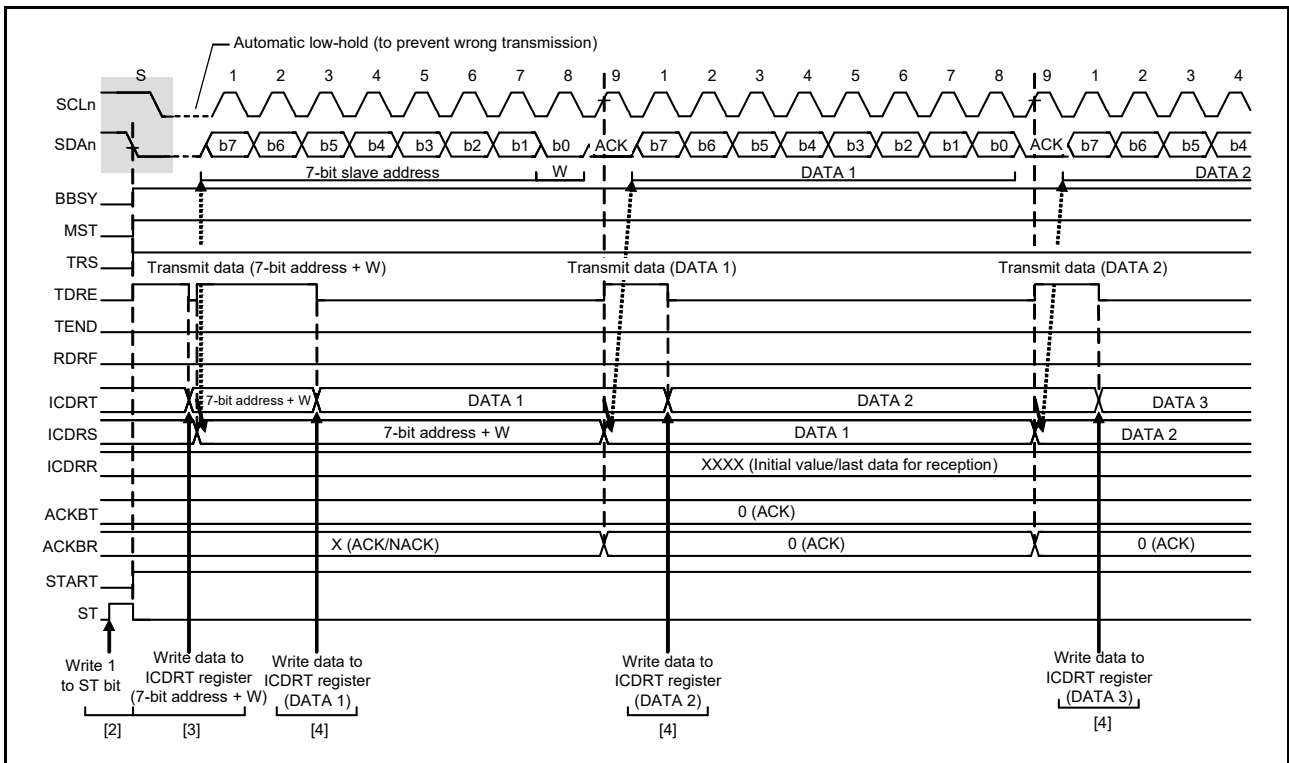 Automatic low-hold (to prevent wrong transmission)
S 1 2 3 4 5 6 7 8 9 1 2 3 4 5 6 7 8 9 1 2 3 4
SCLn
SDAn b7 b6 b5 b4 b3 b2 b1 b0 ACK b7 b6 b5 b4 b3 b2 b1 b0 ACK b7 b6 b5 b4
7-bit slave address W DATA 1 DATA 2
BBSY
MST
TRS
Transmit data (7-bit address + W) Transmit data (DATA 1) Transmit data (DATA 2)
TDRE
TEND
RDRF
ICDRT 7-bit address + W DATA 1 DATA 2 DATA 3
ICDRS 7-bit address + W DATA 1 DATA 2
ICDRR XXXX (Initial value/last data for reception)
ACKBT 0 (ACK)
ACKBR X (ACK/NACK) 0 (ACK) 0 (ACK)
START
ST
Write 1
to ST bit
Write data to
ICDRT register
(7-bit address + W)
Write data to
ICDRT register
(DATA 1)
Write data to
ICDRT register
(DATA 2)
Write data to
ICDRT register
(DATA 3)
[2] [3] [4] [4] [4]